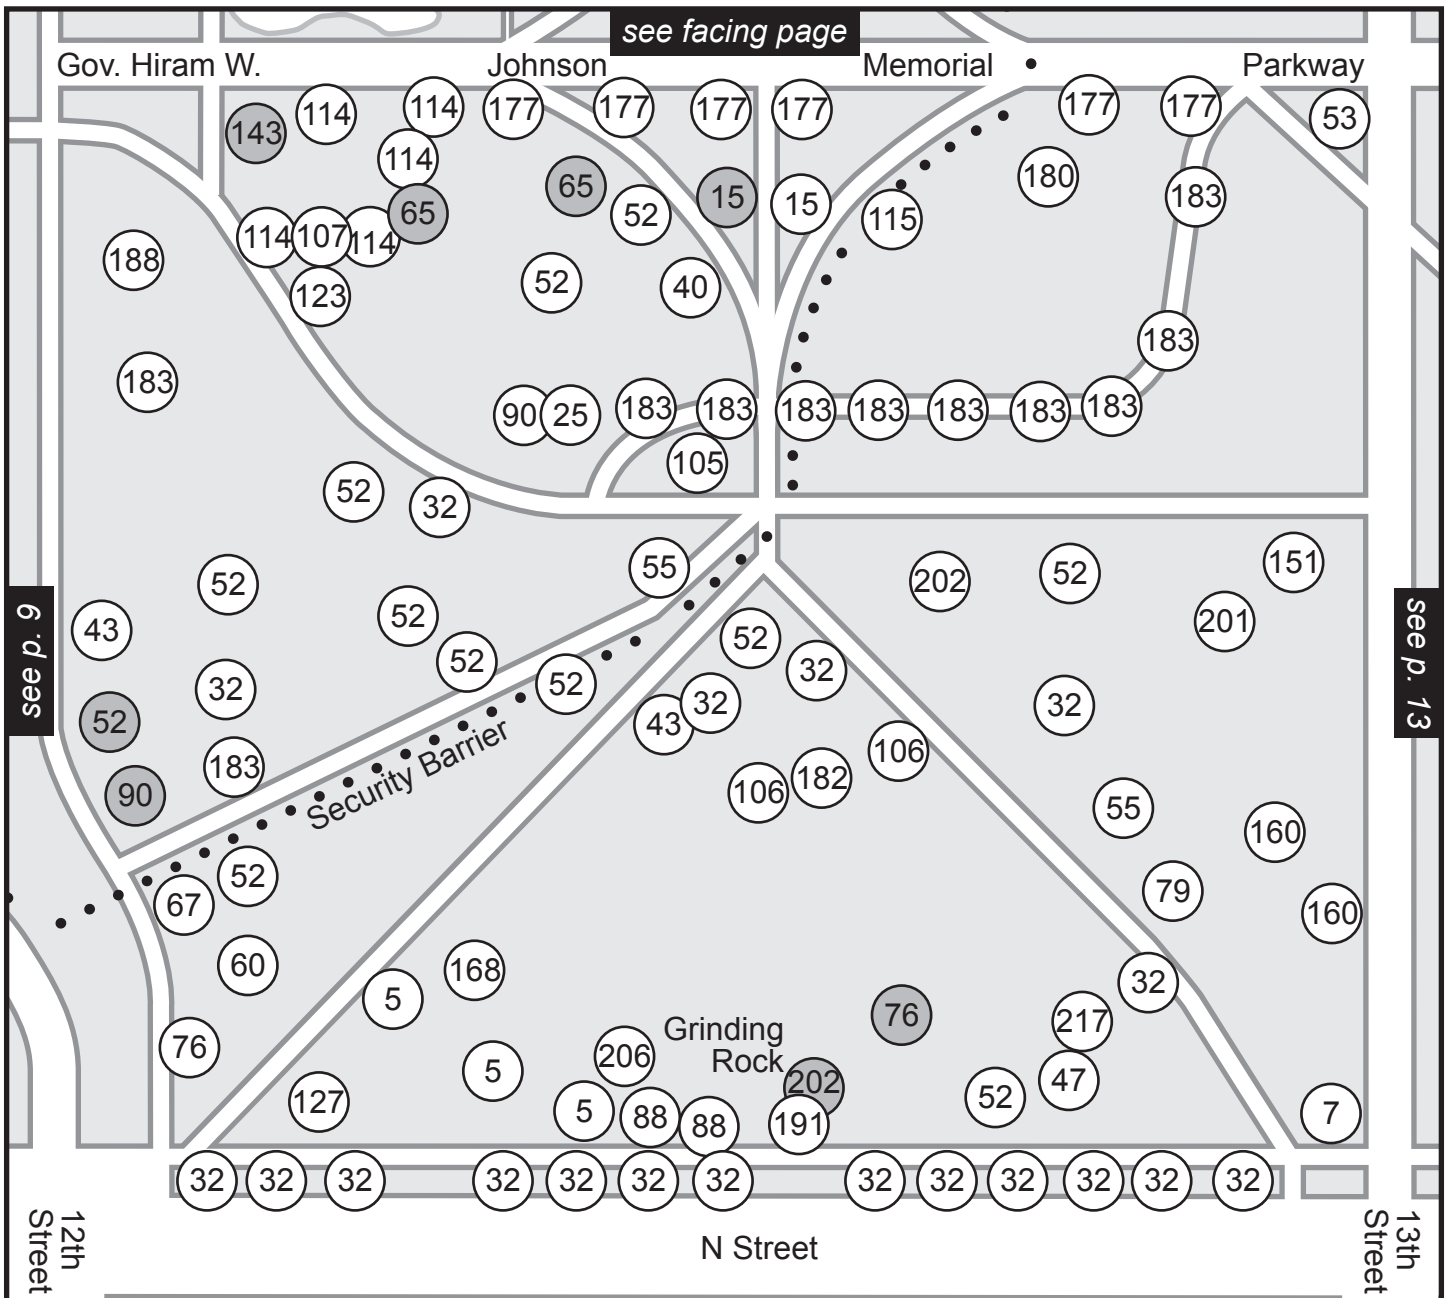 see facing page
Gov. Hiram W. Johnson Memorial Parkway
114 177 177 177 177 177 177 53
143 114
114
65 65 52 15 15 115 180 183
114 107 114
188
123 52 40
183
183
90 25 183 183 183 183 183 183 183
105
52 32
55 202 52 151
52
see p. 9
43 52 52 201
see p. 13
52
32 52 32
52 43 32 32
183 106 182 106
90 55 160
Security Barrier
52
67 79 160
60 168 32
5
76 76 217
206 Grinding
Rock
5 202 47
127 5 88 88 191 52 7
32 32 32 32 32 32 32 32 32 32 32 32 32
12th
Street
N Street
13th
Street